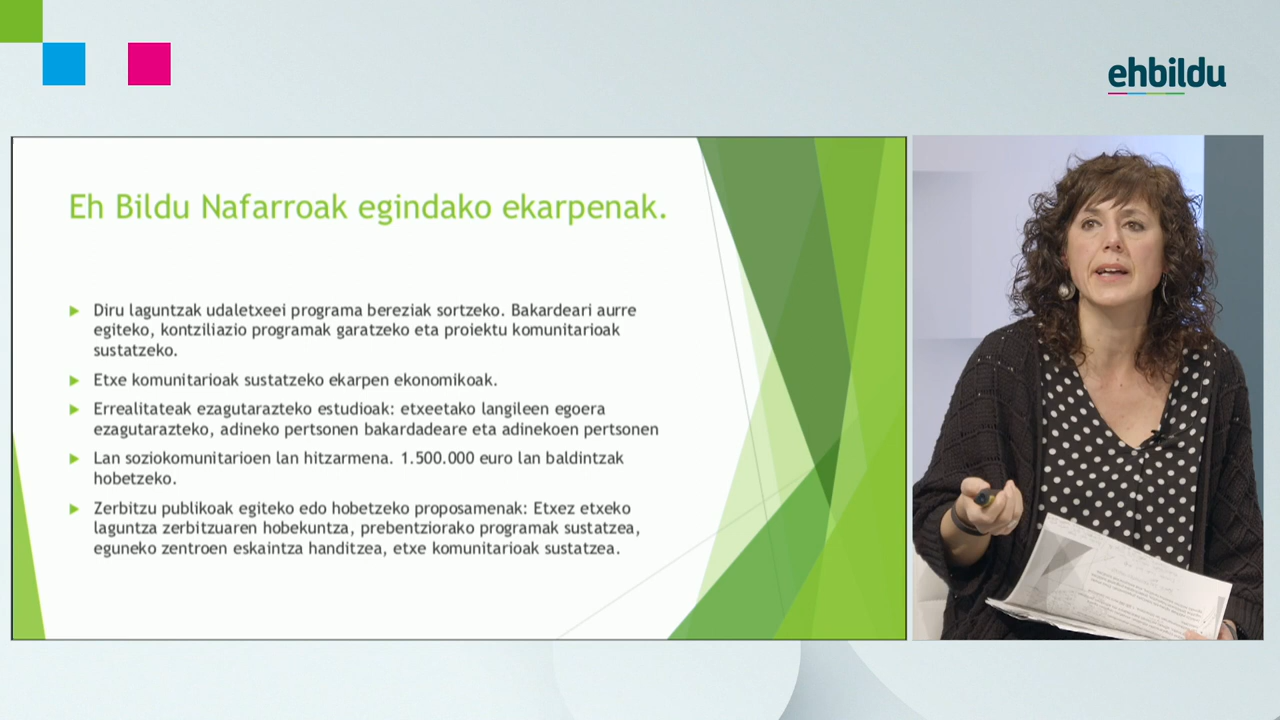 ehbildu
Eh Bildu Nafarroak egindako ekarpenak.
Diru laguntzak udaletxeei programa bereziak sortzeko. Bakardeari aurre
egiteko, kontziliazio programak garatzeko eta proiektu komunitarioak
sustatzeko.
Etxe komunitarioak sustatzeko ekarpen ekonomikoak.
Errealitateak ezagutarazteko estudioak: etxeetako langileen egoera
ezagutarazteko, adineko pertsonen bakardadeare eta adinekoen pertsonen
Lan soziokomunitarioen lan hitzarmena. 1.500.000 euro lan baldintzak
hobetzeko.
Zerbitzu publikoak egiteko edo hobetzeko proposamenak: Etxez etxeko
laguntza zerbitzuaren hobekuntza, prebentziorako programak sustatzea,
eguneko zentroen eskaintza handitzea, etxe komunitarioak sustatzea.